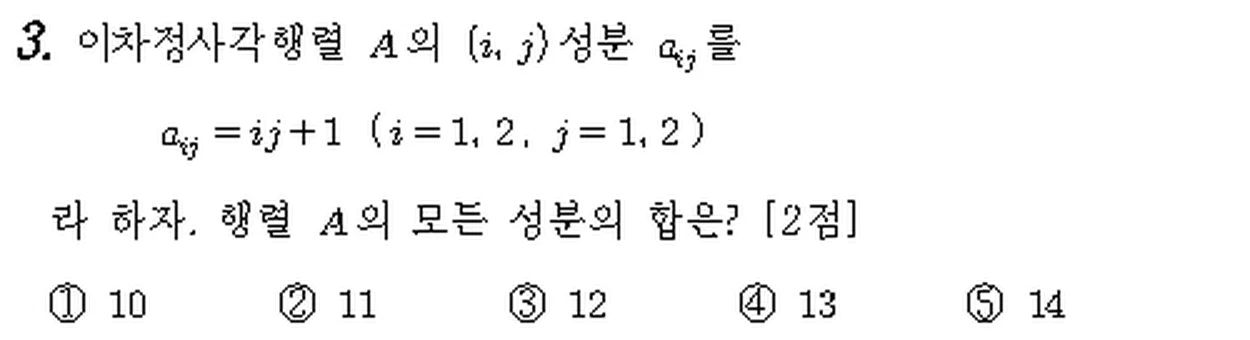 3. 이차정사각행렬 A의 (i, j)성분 aij를
aij = ij+1 (i=1, 2, j=1, 2)
라 하자. 행렬 A의 모든 성분의 합은? [2점]
① 10 ② 11 ③ 12 ④ 13 ⑤ 14